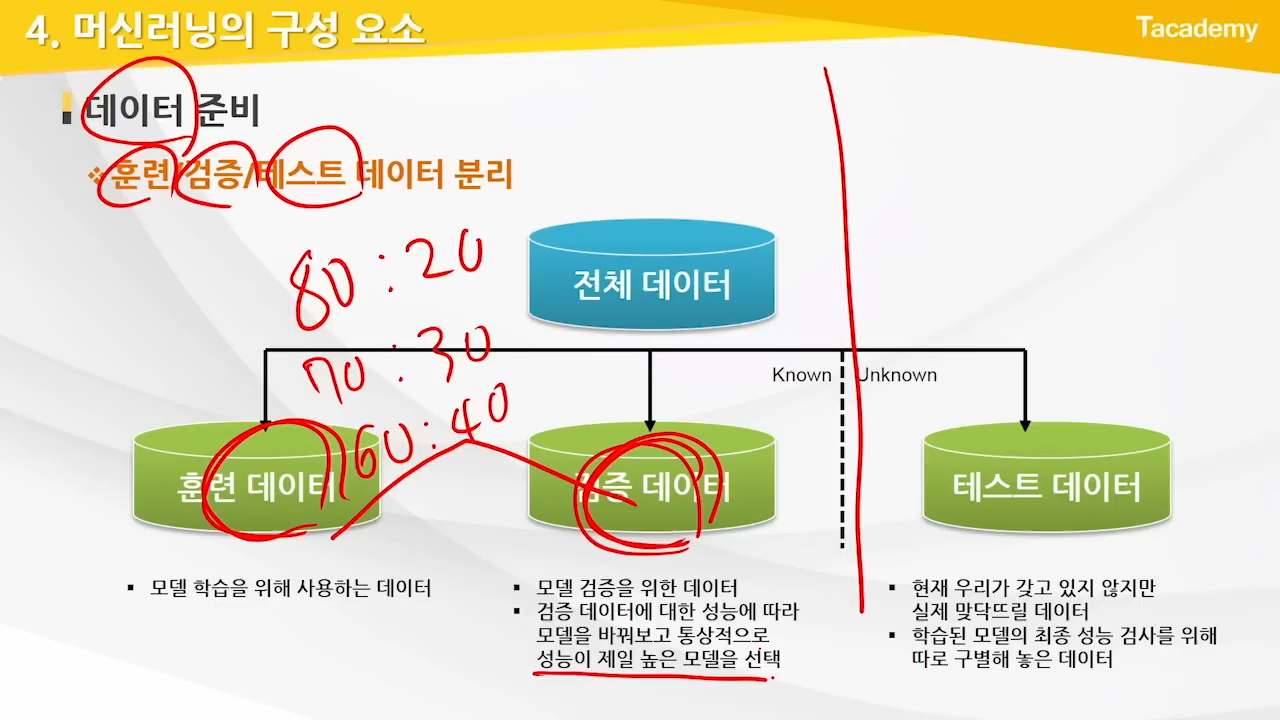 4. 머신러닝의 구성 요소
Tacademy
데이터 준비
훈련/검증/테스트 데이터 분리
80:20
전체 데이터
70:30
Known
Unknown
60:40
훈련 데이터
검증 데이터
테스트 데이터
모델 학습을 위해 사용하는 데이터
모델 검증을 위한 데이터
검증 데이터에 대한 성능에 따라
모델을 바꿔보고 통상적으로
성능이 제일 높은 모델을 선택
현재 우리가 갖고 있지 않지만
실제 맞닥뜨릴 데이터
학습된 모델의 최종 성능 검사를 위해
따로 구별해 놓은 데이터